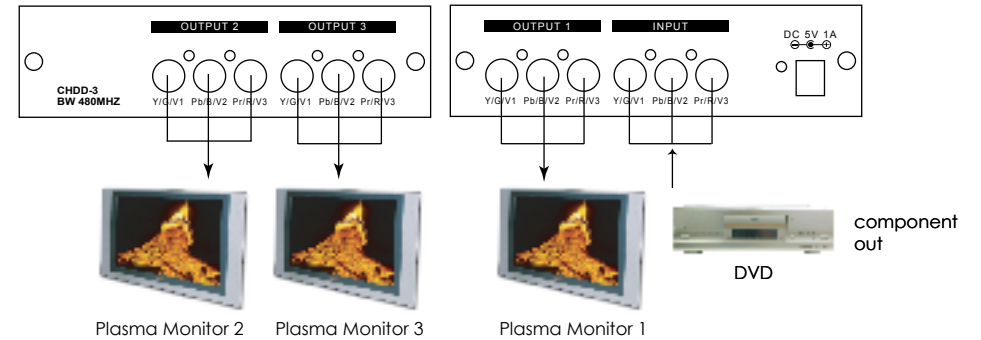 OUTPUT 2
OUTPUT 3
CHDD-3
BW 480MHZ
Y/G/V1 Pb/B/V2 Pr/R/V3
Y/G/V1 Pb/B/V2 Pr/R/V3
OUTPUT 1
INPUT
DC 5V 1A
Y/G/V1 Pb/B/V2 Pr/R/V3
Y/G/V1 Pb/B/V2 Pr/R/V3
Plasma Monitor 2
Plasma Monitor 3
Plasma Monitor 1
DVD
component
out